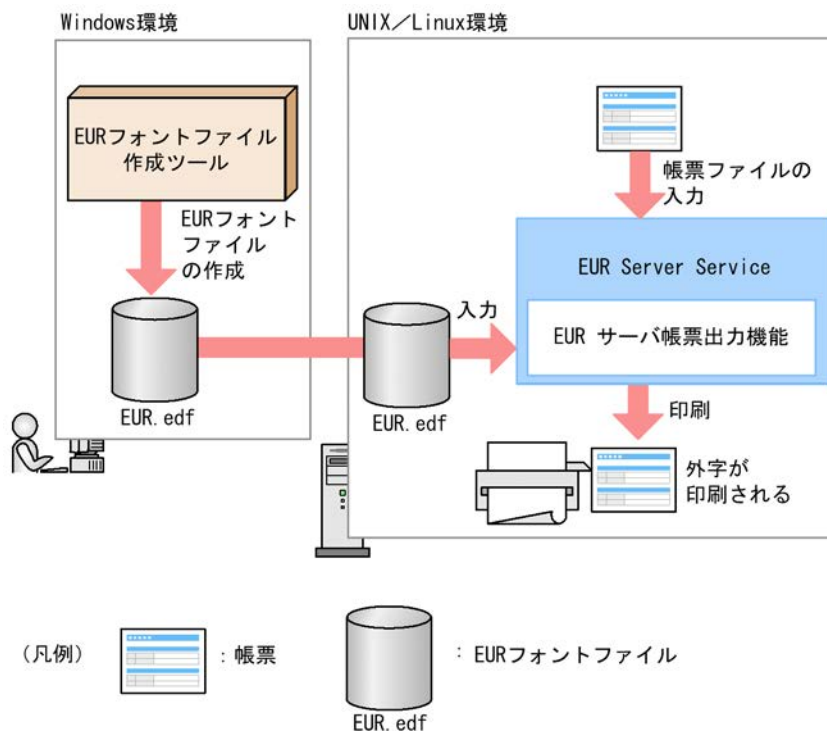 Windows環境
UNIX／Linux環境
EURフォントファイル
作成ツール
EURフォント
ファイル
の作成
EUR.edf
EUR.edf
入力
帳票ファイルの
入力
EUR Server Service
EUR サーバ帳票出力機能
印刷
外字が
印刷される
（凡例）
：帳票
：EURフォントファイル
EUR.edf